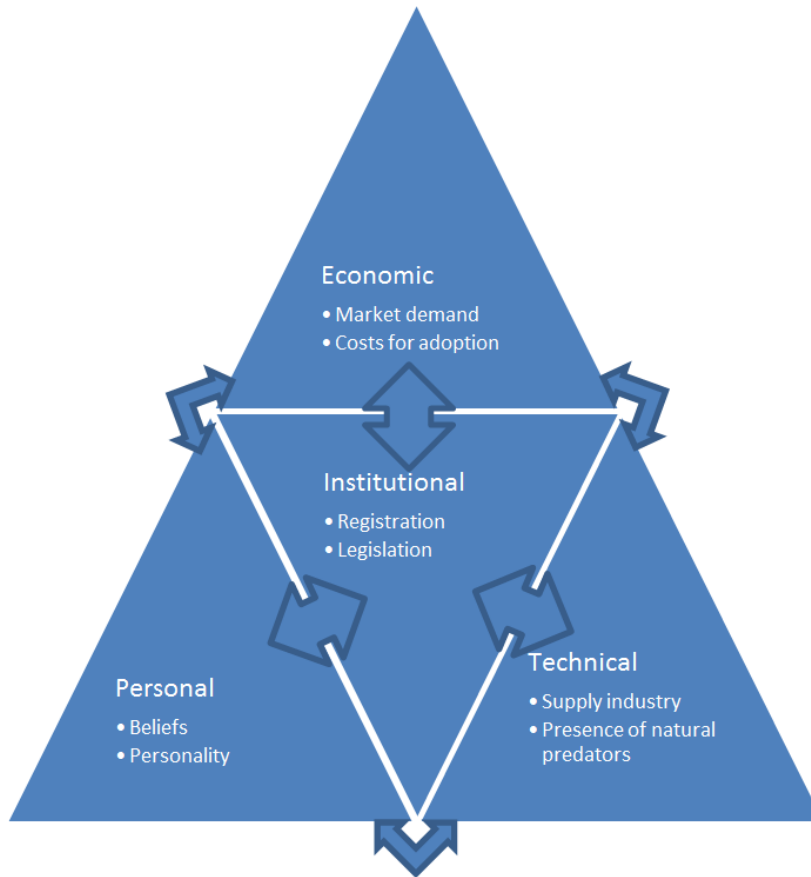 Economic
• Market demand
• Costs for adoption
Institutional
• Registration
• Legislation
Personal
• Beliefs
• Personality
Technical
• Supply industry
• Presence of natural
predators